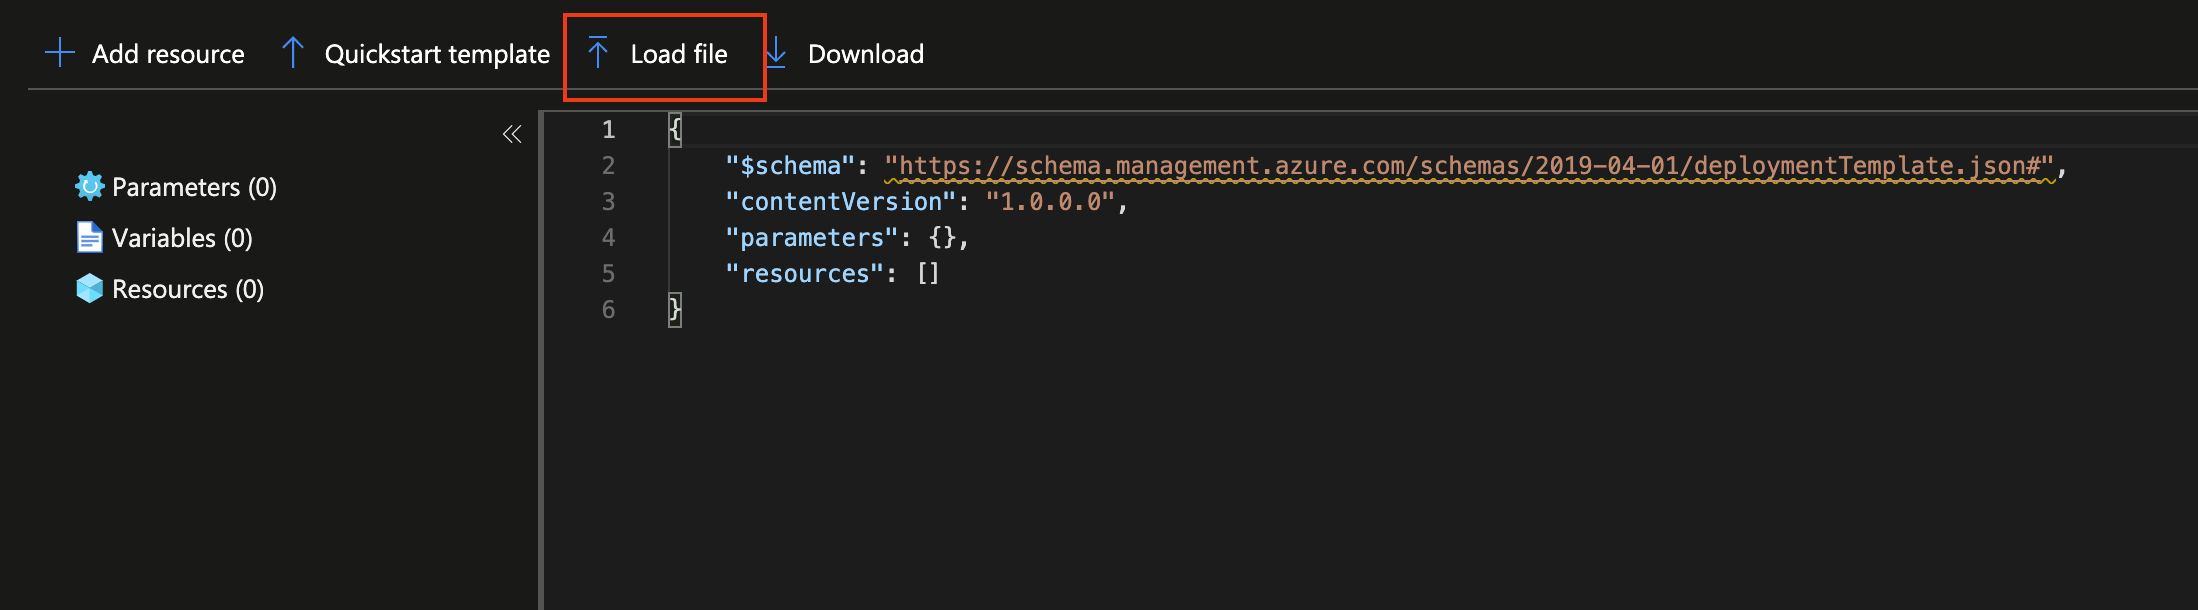 Add resource Quickstart template Load file Download
Parameters (0)
Variables (0)
Resources (0)
1 {
2 "$schema": "https://schema.management.azure.com/schemas/2019-04-01/deploymentTemplate.json#",
3 "contentVersion": "1.0.0.0",
4 "parameters": {},
5 "resources": []
6 }